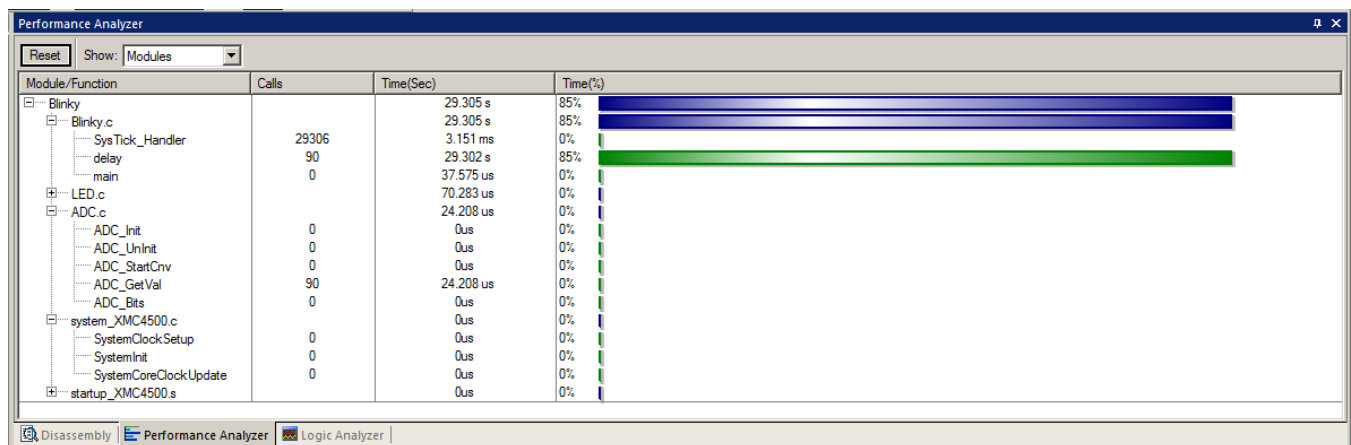 Performance Analyzer
Reset Show: Modules
Module/Function Calls Time(Sec) Time(%)
Blinky 29.305 s 85%
Blinky.c 29.305 s 85%
SysTick_Handler 29306 3.151 ms 0%
delay 90 29.302 s 85%
main 0 37.575 us 0%
LED.c 70.283 us 0%
ADC.c 24.208 us 0%
ADC_Init 0 0us 0%
ADC_UnInit 0 0us 0%
ADC_StartCnv 0 0us 0%
ADC_GetVal 90 24.208 us 0%
ADC_Bits 0 0us 0%
system_XMC4500.c 0us 0%
SystemClockSetup 0 0us 0%
SystemInit 0 0us 0%
SystemCoreClockUpdate 0 0us 0%
startup_XMC4500.s 0us 0%
Disassembly Performance Analyzer Logic Analyzer